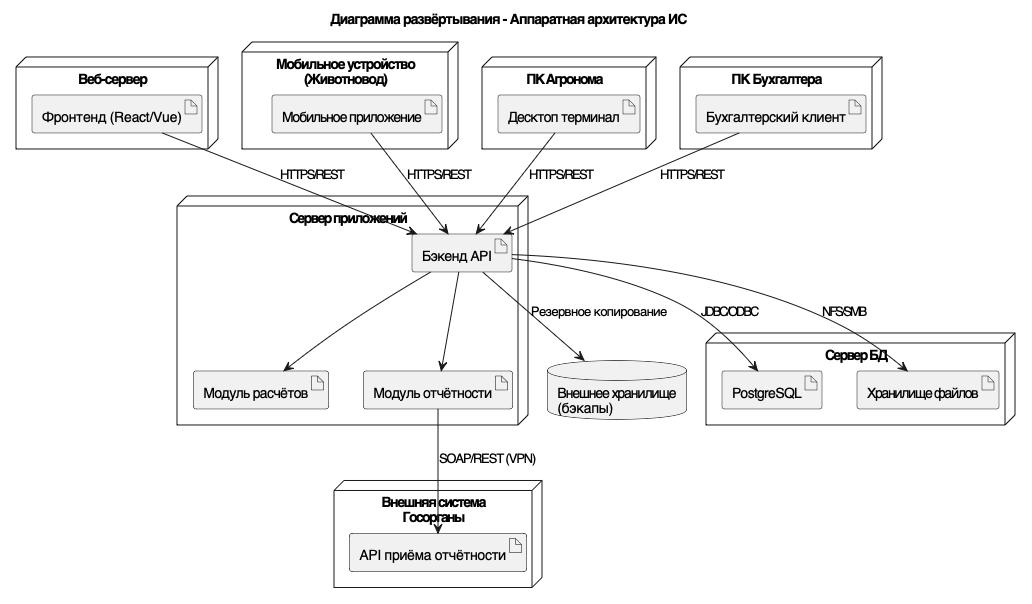 Диаграмма развёртывания - Аппаратная архитектура ИС
Веб-сервер
Фронтенд (React/Vue)
Мобильное устройство
(Животновод)
Мобильное приложение
ПК Агронома
Десктоп терминал
ПК Бухгалтера
Бухгалтерский клиент
HTTPS/REST
HTTPS/REST
HTTPS/REST
HTTPS/REST
Сервер приложений
Бэкенд API
Резервное копирование
JDBC/ODBC
NFS/SMB
Модуль расчётов
Модуль отчётности
Внешнее хранилище
(бэкапы)
Сервер БД
PostgreSQL
Хранилище файлов
SOAP/REST (VPN)
Внешняя система
Госорганы
API приёма отчётности